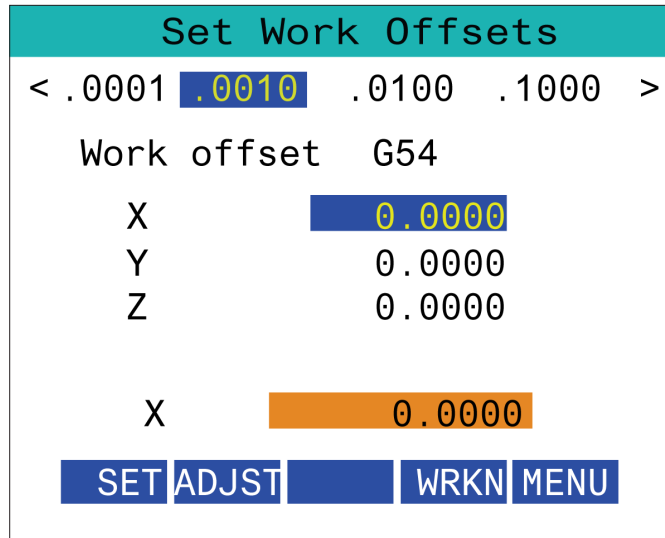 Set Work Offsets
< .0001 .0010 .0100 .1000 >
Work offset G54
X 0.0000
Y 0.0000
Z 0.0000
X 0.0000
SET ADJST WRKN MENU